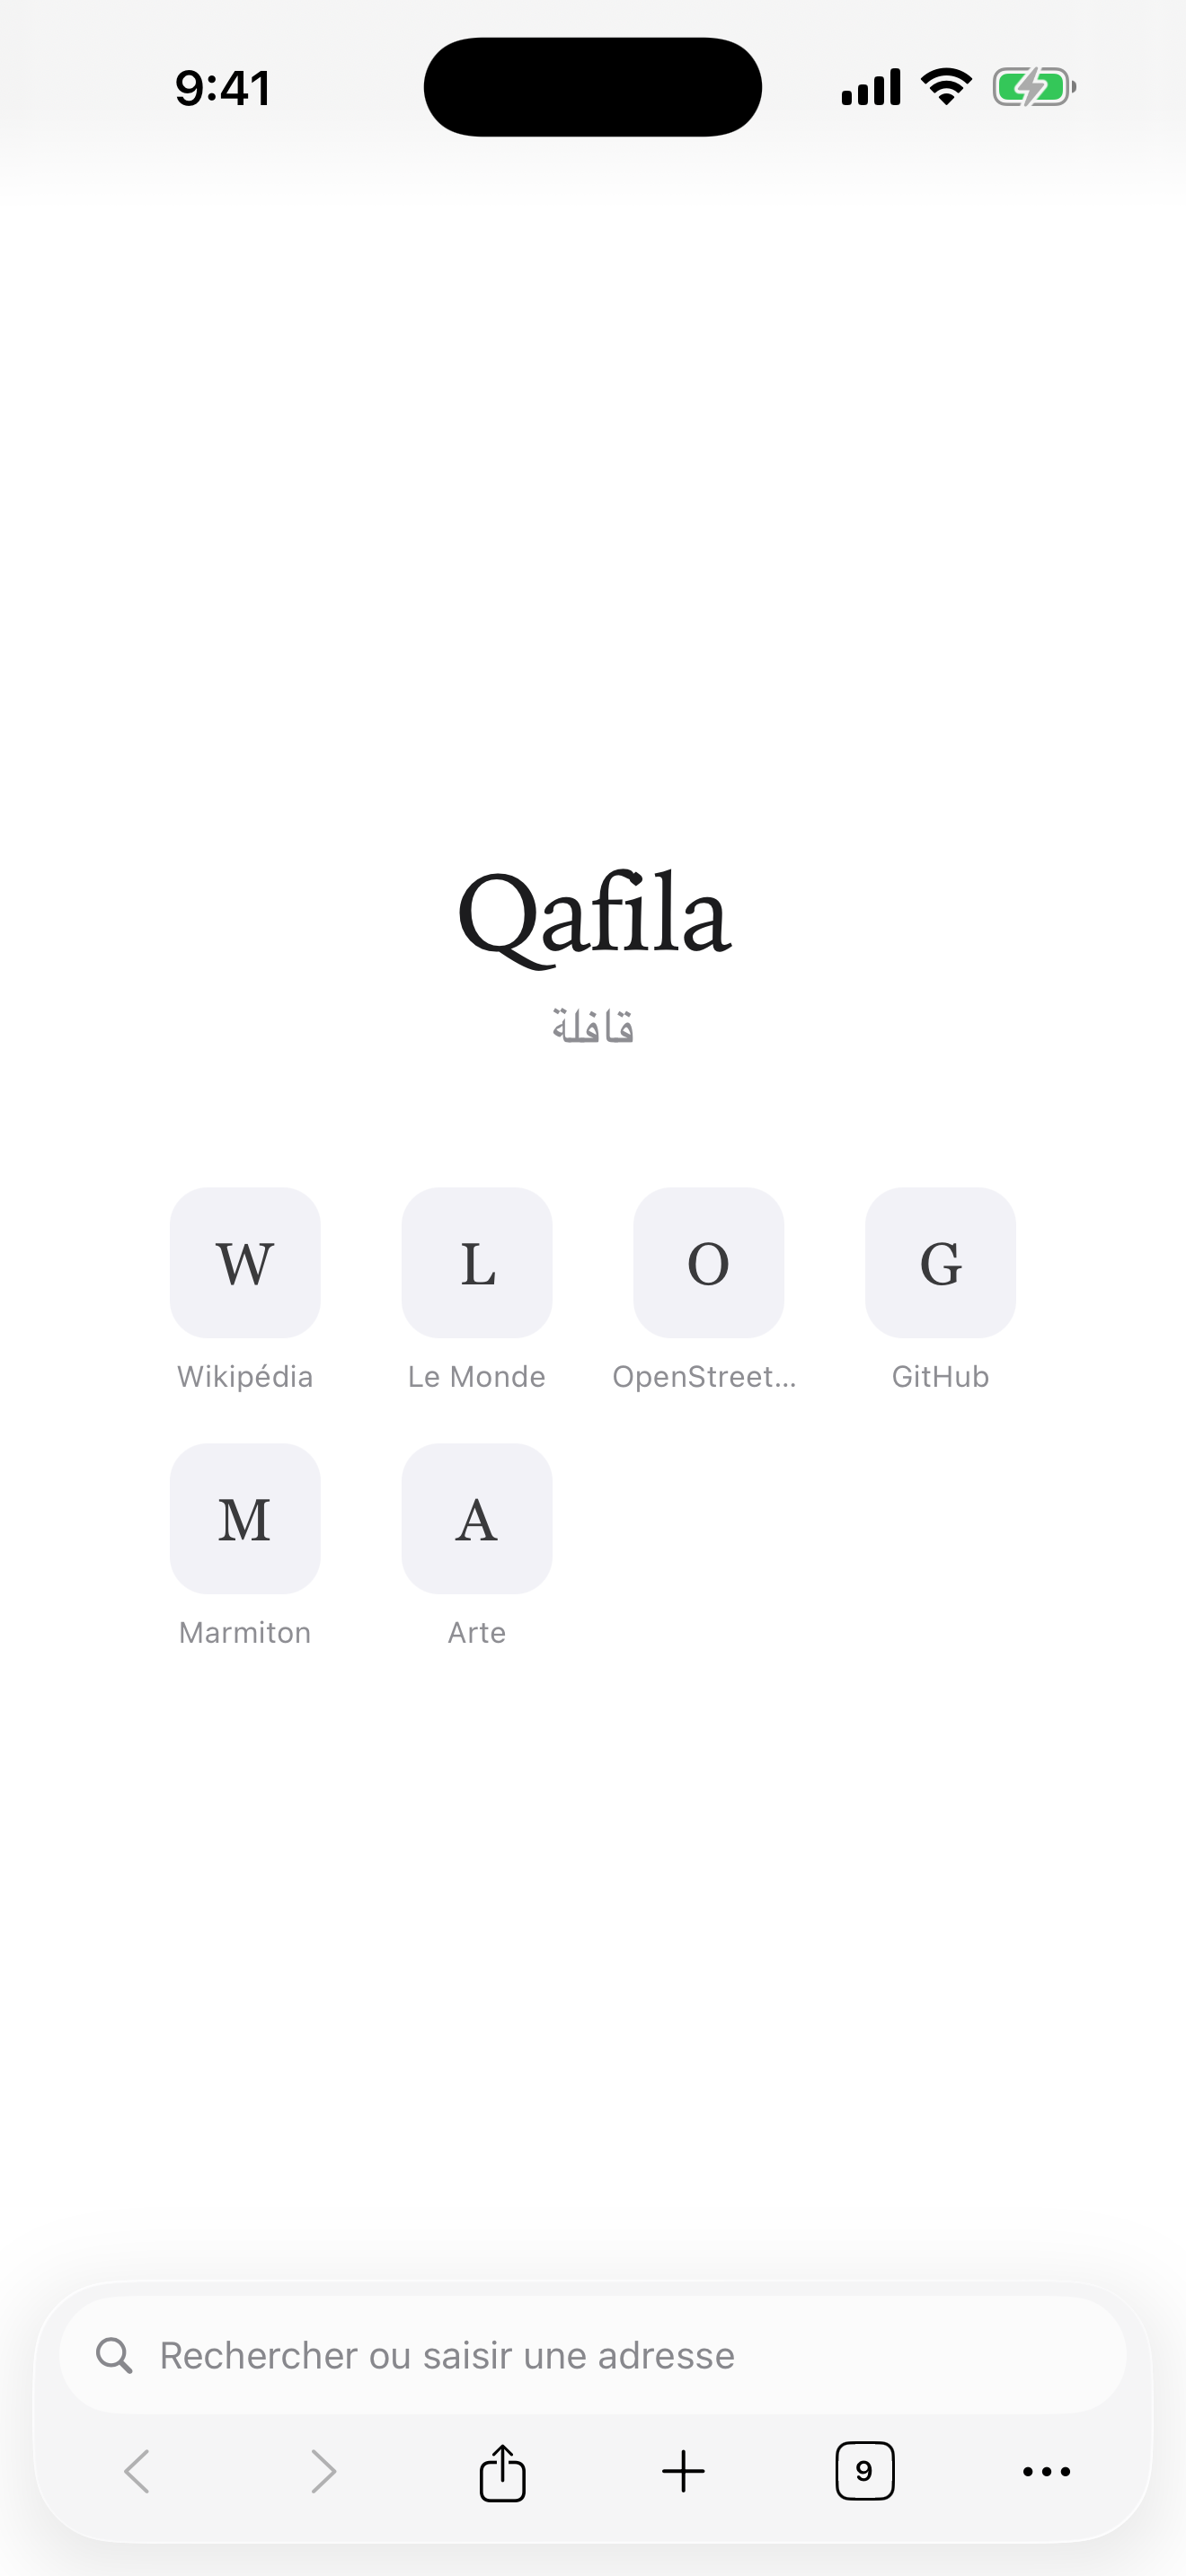 9:41
Qafila
قافلة
W L O G
Wikipédia Le Monde OpenStreet... GitHub
M A
Marmiton Arte
Rechercher ou saisir une adresse
9